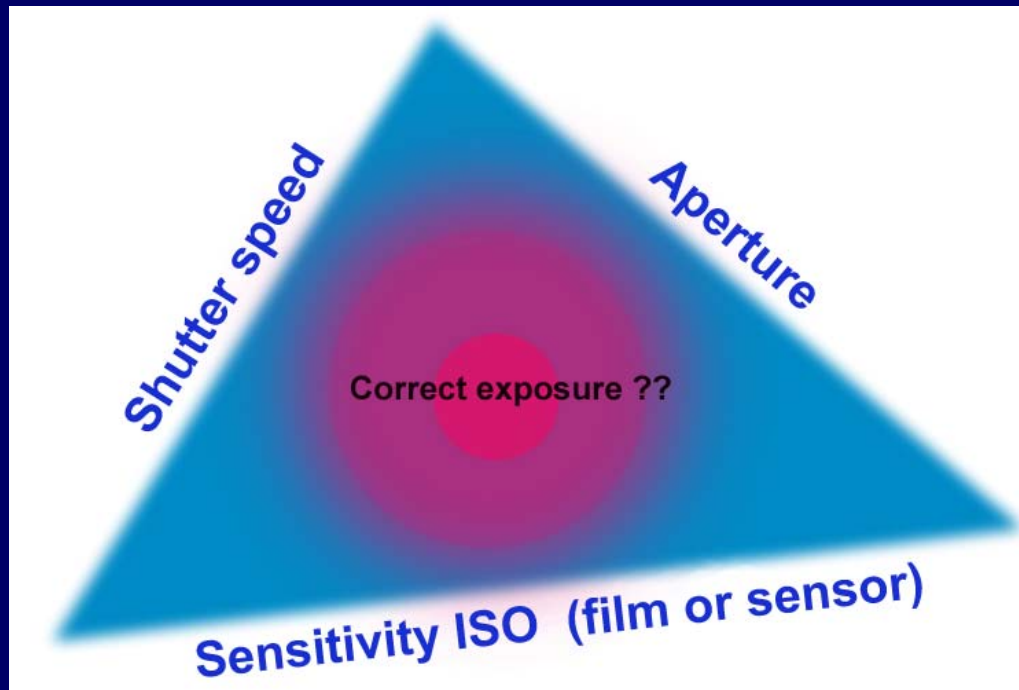 Shutter speed
Aperture
Correct exposure ??
Sensitivity ISO (film or sensor)